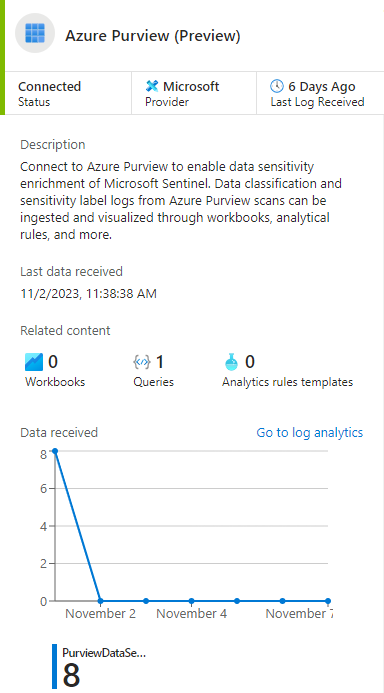 Azure Purview (Preview)
Connected
Status
Microsoft
Provider
6 Days Ago
Last Log Received
Description
Connect to Azure Purview to enable data sensitivity
enrichment of Microsoft Sentinel. Data classification and
sensitivity label logs from Azure Purview scans can be
ingested and visualized through workbooks, analytical
rules, and more.
Last data received
11/2/2023, 11:38:38 AM
Related content
0
Workbooks
1
Queries
0
Analytics rules templates
Data received
Go to log analytics
8
6
4
2
0
November 2 November 4 November 7
PurviewDataSe...
8